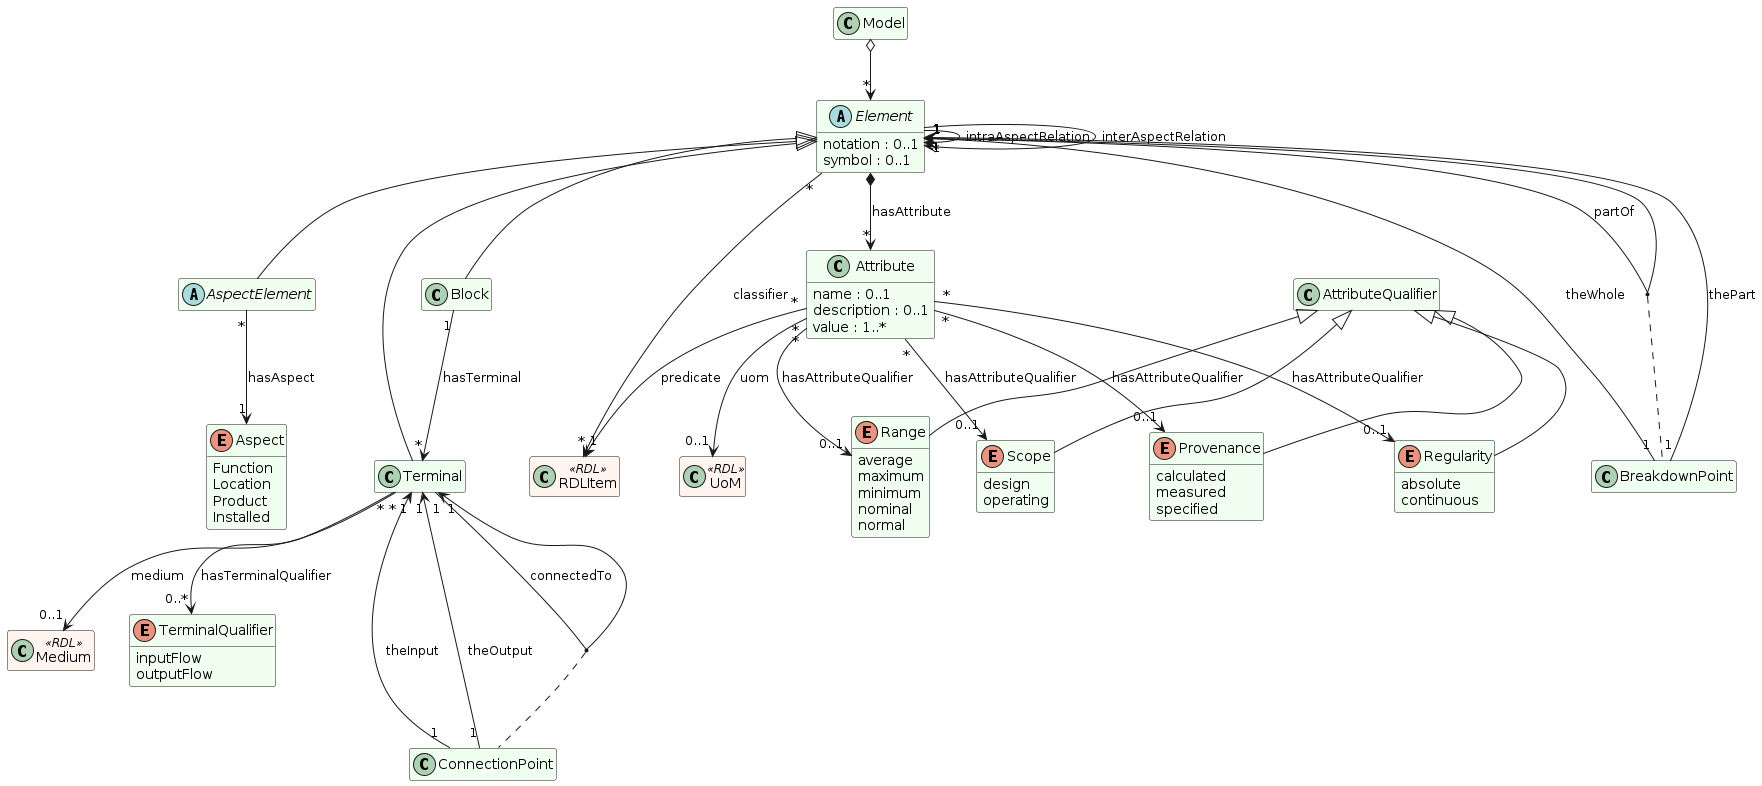 C Model
*
A Element
notation : 0..1
symbol : 0..1
1
1
intraAspectRelation
interAspectRelation
*
hasAttribute
partOf
*
C Attribute
name : 0..1
description : 0..1
value : 1..*
A AspectElement
C Block
C AttributeQualifier
classifier
theWhole
thePart
*
1
*
*
*
*
*
*
hasAspect
hasTerminal
predicate
uom
hasAttributeQualifier
hasAttributeQualifier
hasAttributeQualifier
hasAttributeQualifier
1
*
* 1
0..1
0..1
0..1
0..1
0..1
1
1
E Aspect
Function
Location
Product
Installed
C Terminal
C «RDL»
RDLItem
C «RDL»
UoM
E Range
average
maximum
minimum
nominal
normal
E Scope
design
operating
E Provenance
calculated
measured
specified
E Regularity
absolute
continuous
C BreakdownPoint
* * 1 1 1 1
medium
hasTerminalQualifier
connectedTo
0..1
0..*
C «RDL»
Medium
E TerminalQualifier
inputFlow
outputFlow
theInput
theOutput
1
1
C ConnectionPoint